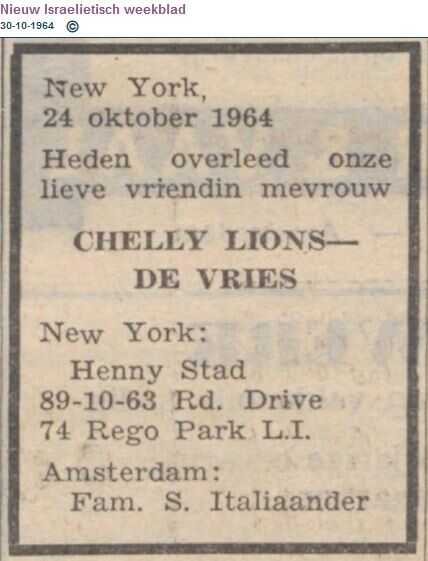 Nieuw Israelietisch weekblad
30-10-1964 ©
New York,
24 oktober 1964
Heden overleed onze
lieve vriendin mevrouw
CHELLY LIONS—
DE VRIES
New York:
Henny Stad
89-10-63 Rd. Drive
74 Rego Park L.I.
Amsterdam:
Fam. S. Italiaander